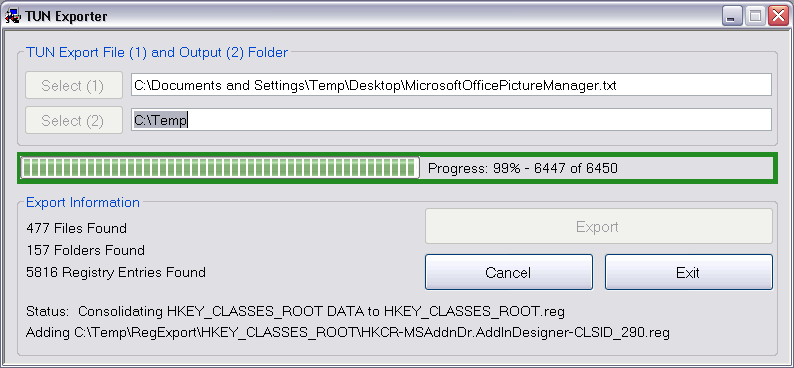 TUN Exporter
TUN Export File (1) and Output (2) Folder
Select (1)
C:\Documents and Settings\Temp\Desktop\MicrosoftOfficePictureManager.txt
Select (2)
C:\Temp
Progress: 99% - 6447 of 6450
Export Information
477 Files Found
157 Folders Found
5816 Registry Entries Found
Export
Cancel
Exit
Status:  Consolidating HKEY_CLASSES_ROOT DATA to HKEY_CLASSES_ROOT.reg
Adding C:\Temp\RegExport\HKEY_CLASSES_ROOT\HKCR-MSAddnDr.AddInDesigner-CLSID_290.reg